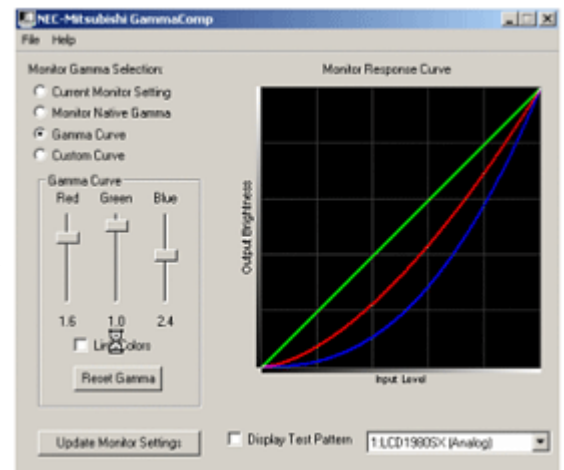 NEC-Mitsubishi GammaComp
File Help
Monitor Gamma Selection:
Current Monitor Setting
Monitor Native Gamma
Gamma Curve
Custom Curve
Gamma Curve
Red Green Blue
1.6 1.0 2.4
Colors
Reset Gamma
Update Monitor Settings
Monitor Response Curve
Output Brightness
Input Level
Display Test Pattern
1:LCD1980SX (Analog)